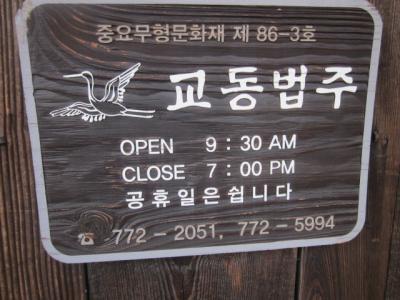 중요무형문화재 제 86-3호
교동법주
OPEN 9 : 30 AM
CLOSE 7 : 00 PM
공휴일은쉽니다
☎ 772 - 2051, 772 - 5994